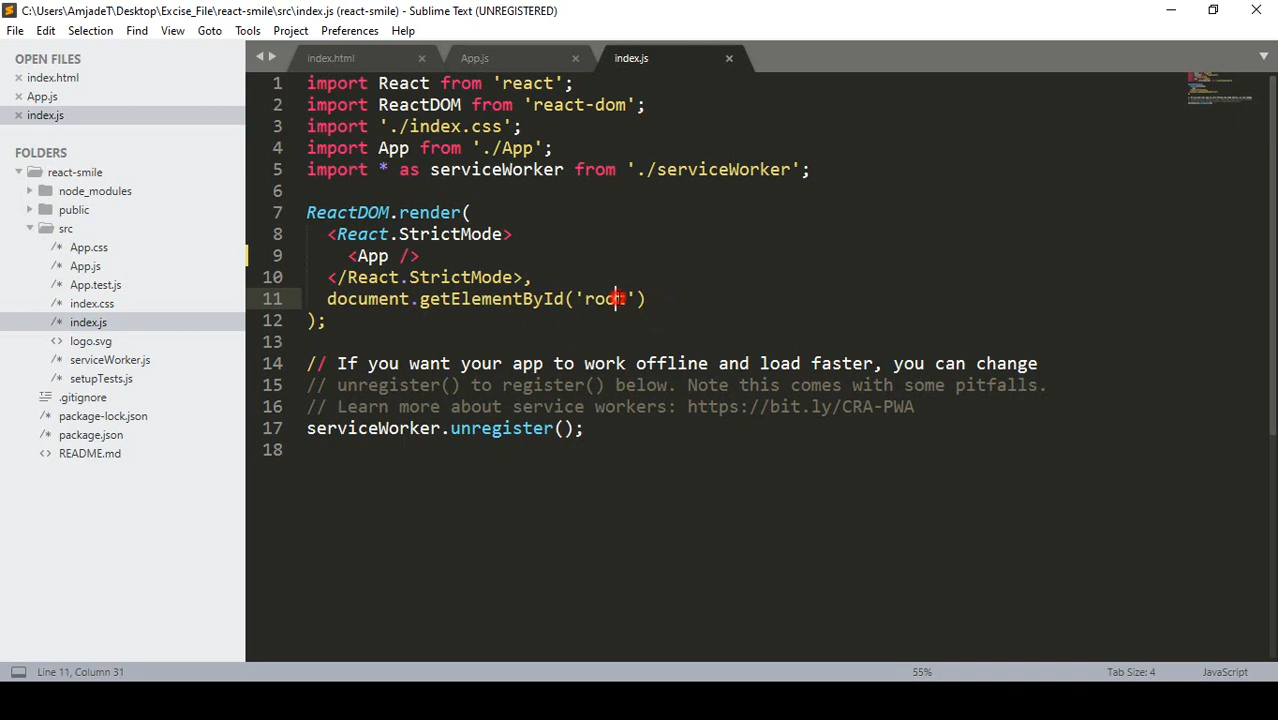 C:\Users\AmjadeT\Desktop\Excise_File\react-smile\src\index.js (react-smile) - Sublime Text (UNREGISTERED)
File Edit Selection Find View Goto Tools Project Preferences Help
OPEN FILES
index.html
App.js
index.js
FOLDERS
react-smile
node_modules
public
src
App.css
App.js
App.test.js
index.css
index.js
logo.svg
serviceWorker.js
setupTests.js
.gitignore
package-lock.json
package.json
README.md
index.html App.js index.js
1 import React from 'react';
2 import ReactDOM from 'react-dom';
3 import './index.css';
4 import App from './App';
5 import * as serviceWorker from './serviceWorker';
6
7 ReactDOM.render(
8 <React.StrictMode>
9 <App />
10 </React.StrictMode>,
11 document.getElementById('root')
12 );
13
14 // If you want your app to work offline and load faster, you can change
15 // unregister() to register() below. Note this comes with some pitfalls.
16 // Learn more about service workers: https://bit.ly/CRA-PWA
17 serviceWorker.unregister();
18
Line 11, Column 31 55% Tab Size: 4 JavaScript